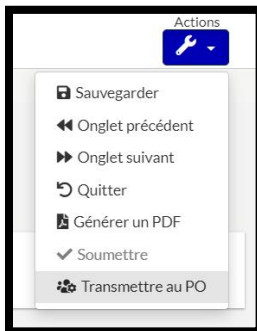 Actions
Sauvegarder
Onglet précédent
Onglet suivant
Quitter
Générer un PDF
Soumettre
Transmettre au PO